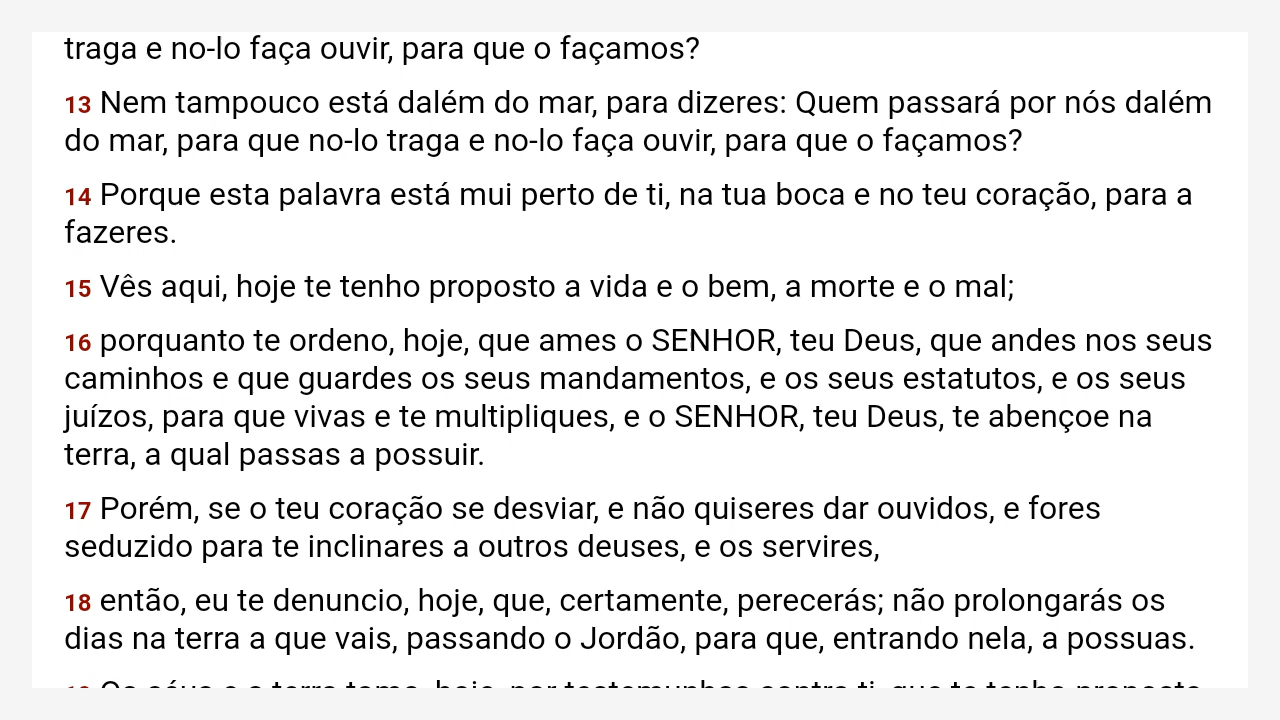 traga e no-lo faça ouvir, para que o façamos?
13 Nem tampouco está dalém do mar, para dizeres: Quem passará por nós dalém
do mar, para que no-lo traga e no-lo faça ouvir, para que o façamos?
14 Porque esta palavra está mui perto de ti, na tua boca e no teu coração, para a
fazeres.
15 Vês aqui, hoje te tenho proposto a vida e o bem, a morte e o mal;
16 porquanto te ordeno, hoje, que ames o SENHOR, teu Deus, que andes nos seus
caminhos e que guardes os seus mandamentos, e os seus estatutos, e os seus
juízos, para que vivas e te multipliques, e o SENHOR, teu Deus, te abençoe na
terra, a qual passas a possuir.
17 Porém, se o teu coração se desviar, e não quiseres dar ouvidos, e fores
seduzido para te inclinares a outros deuses, e os servires,
18 então, eu te denuncio, hoje, que, certamente, perecerás; não prolongarás os
dias na terra a que vais, passando o Jordão, para que, entrando nela, a possuas.